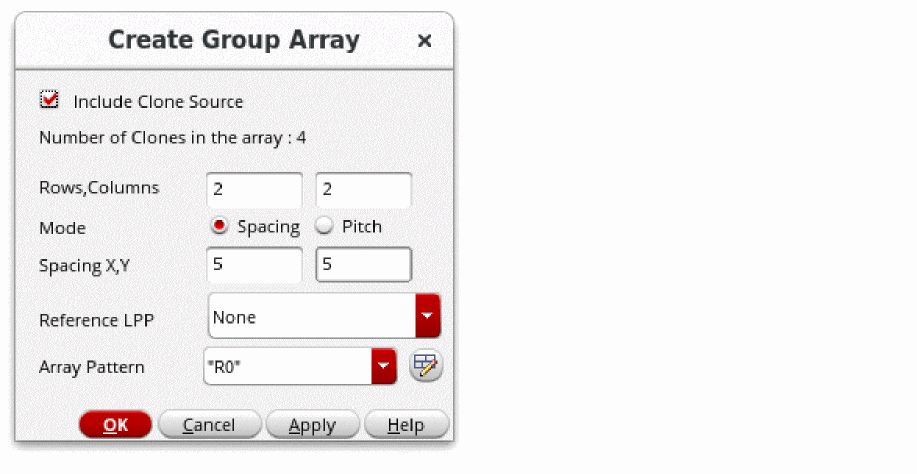 Create Group Array
Include Clone Source
Number of Clones in the array : 4
Rows,Columns 2 2
Mode Spacing Pitch
Spacing X,Y 5 5
Reference LPP None
Array Pattern "R0"
OK Cancel Apply Help